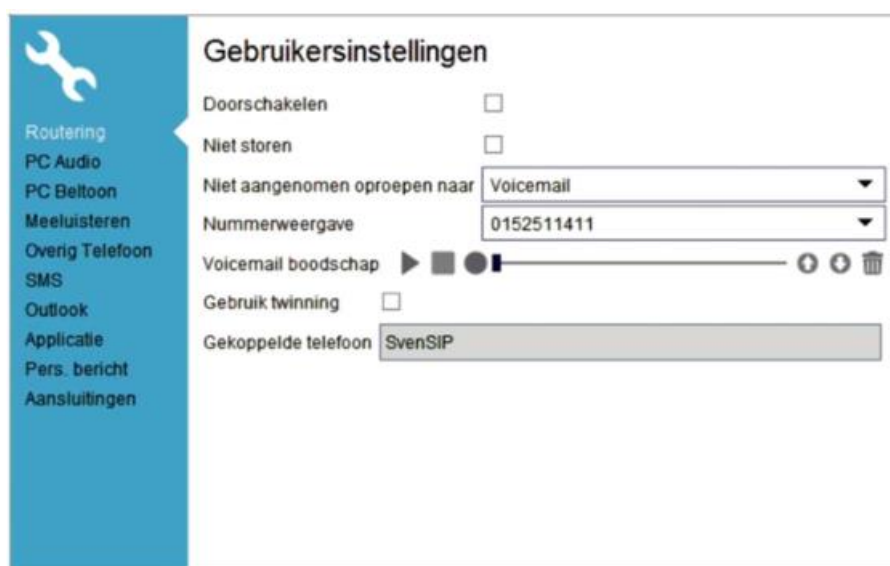 Gebruikersinstellingen
Routering
PC Audio
PC Beltoon
Meeluisteren
Overig Telefoon
SMS
Outlook
Applicatie
Pers. bericht
Aansluitingen
Doorschakelen
Niet storen
Niet aangenomen oproepen naar Voicemail
Nummerweergave 0152511411
Voicemail boodschap
Gebruik twinning
Gekoppelde telefoon SvenSIP